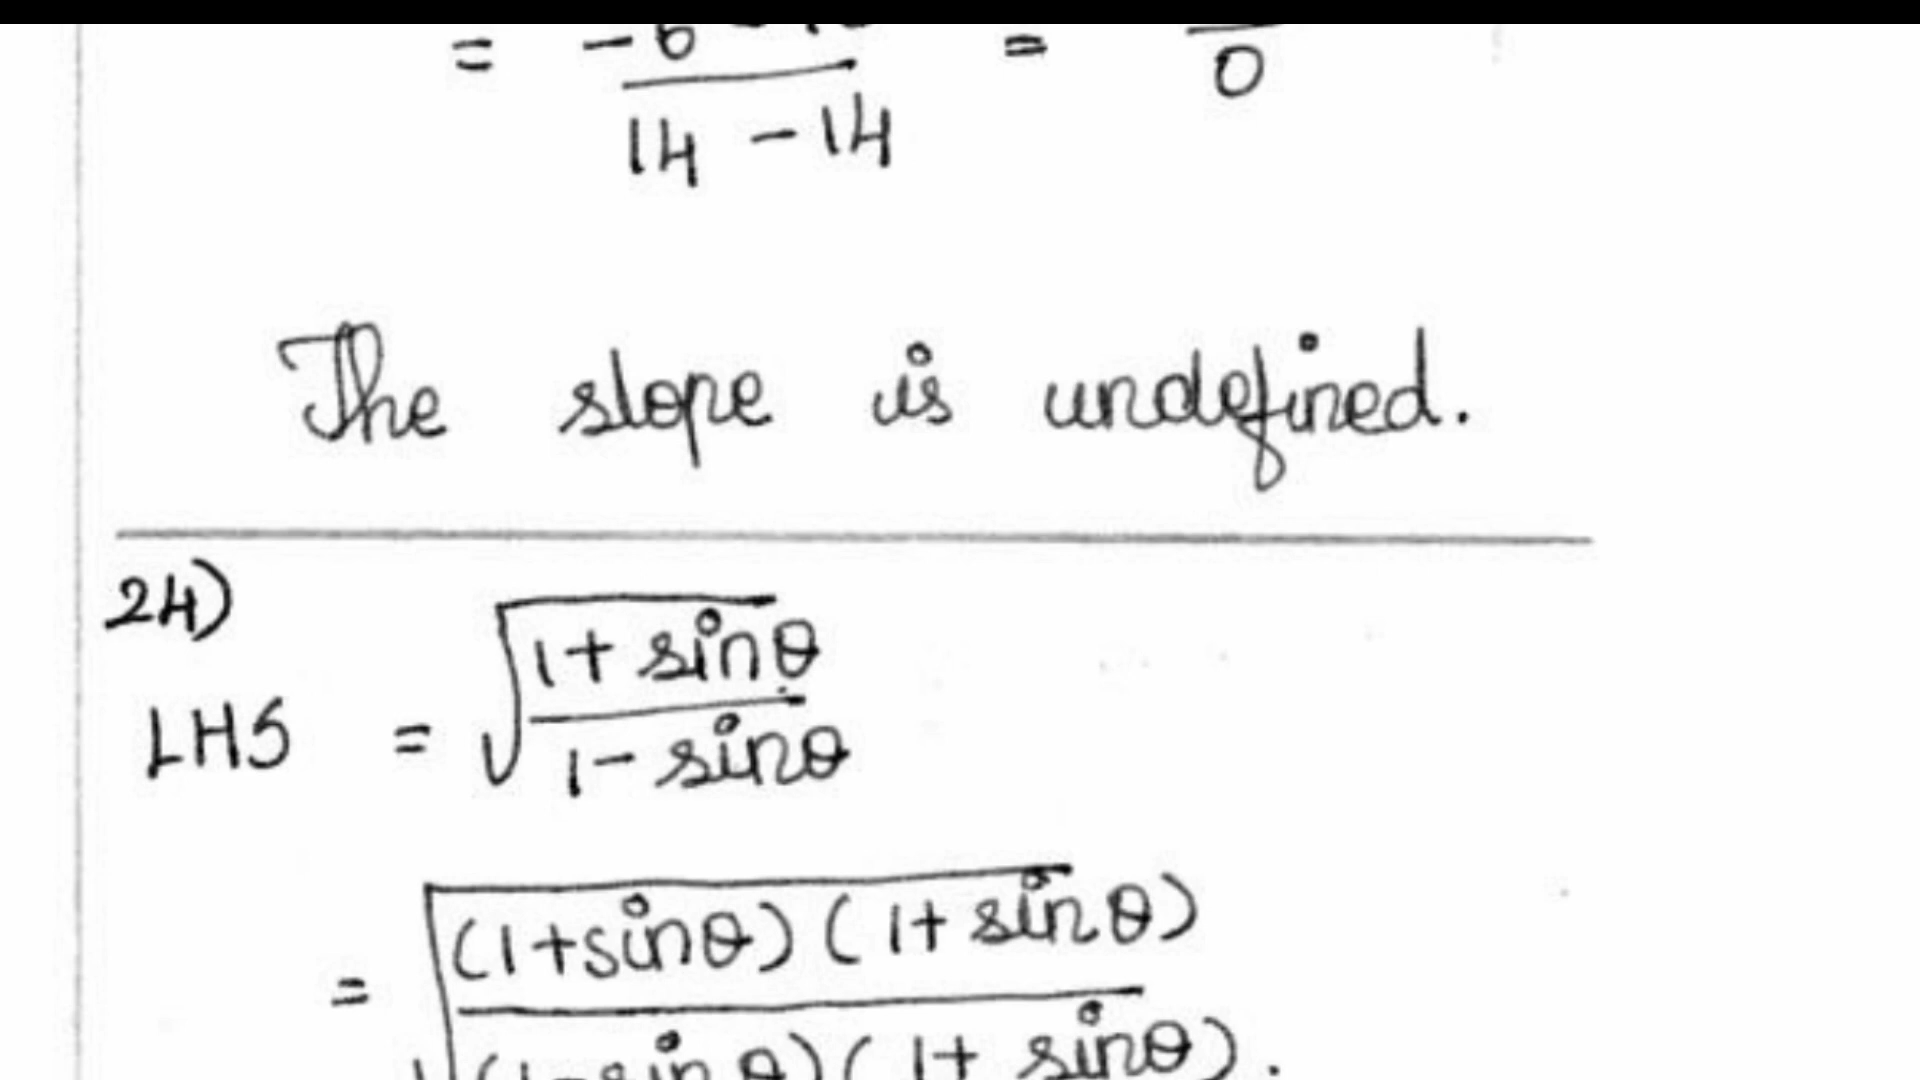 = -6 - / 14 - 14 = / 0
The slope is undefined.
24)
LHS = √(1 + sinθ / 1 - sinθ)
= √((1+sinθ) (1 + sinθ) / (1-sinθ) (1 + sinθ).